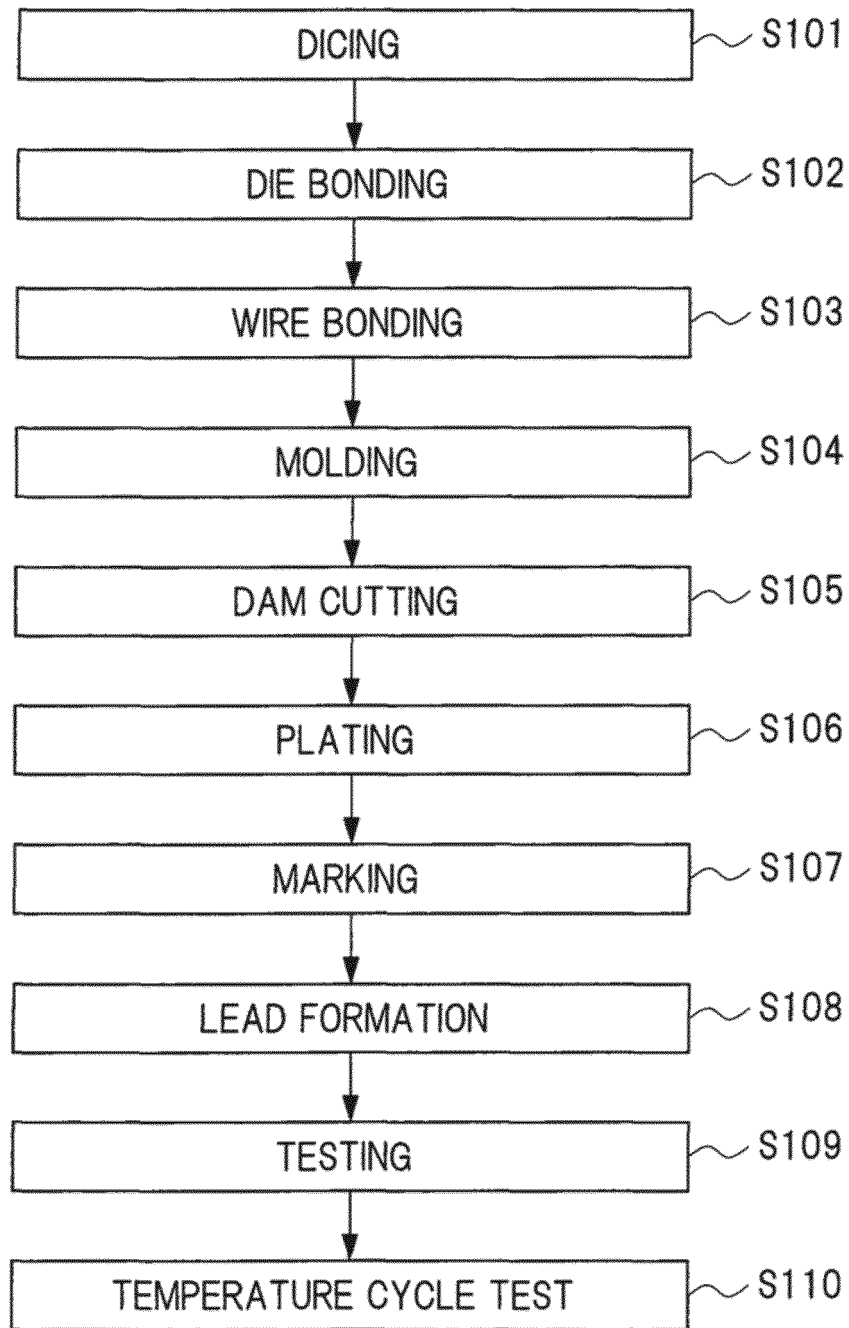 DICING S101
DIE BONDING S102
WIRE BONDING S103
MOLDING S104
DAM CUTTING S105
PLATING S106
MARKING S107
LEAD FORMATION S108
TESTING S109
TEMPERATURE CYCLE TEST S110